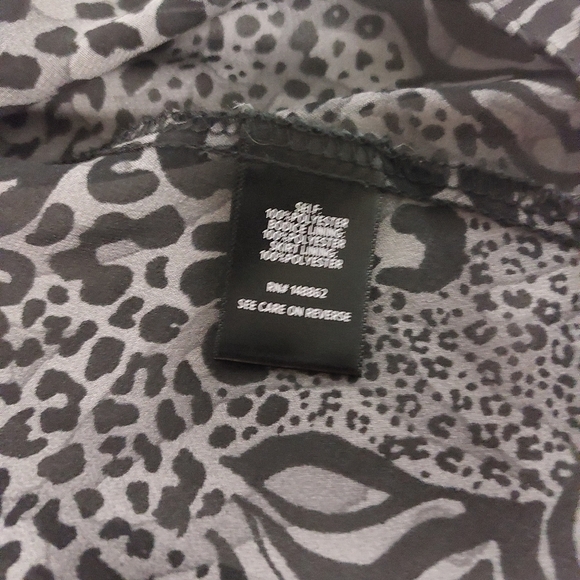 SELF:
100%POLYESTER
BODICE LINING:
100%POLYESTER
SKIRT LINING:
100%POLYESTER
RN# 148862
SEE CARE ON REVERSE